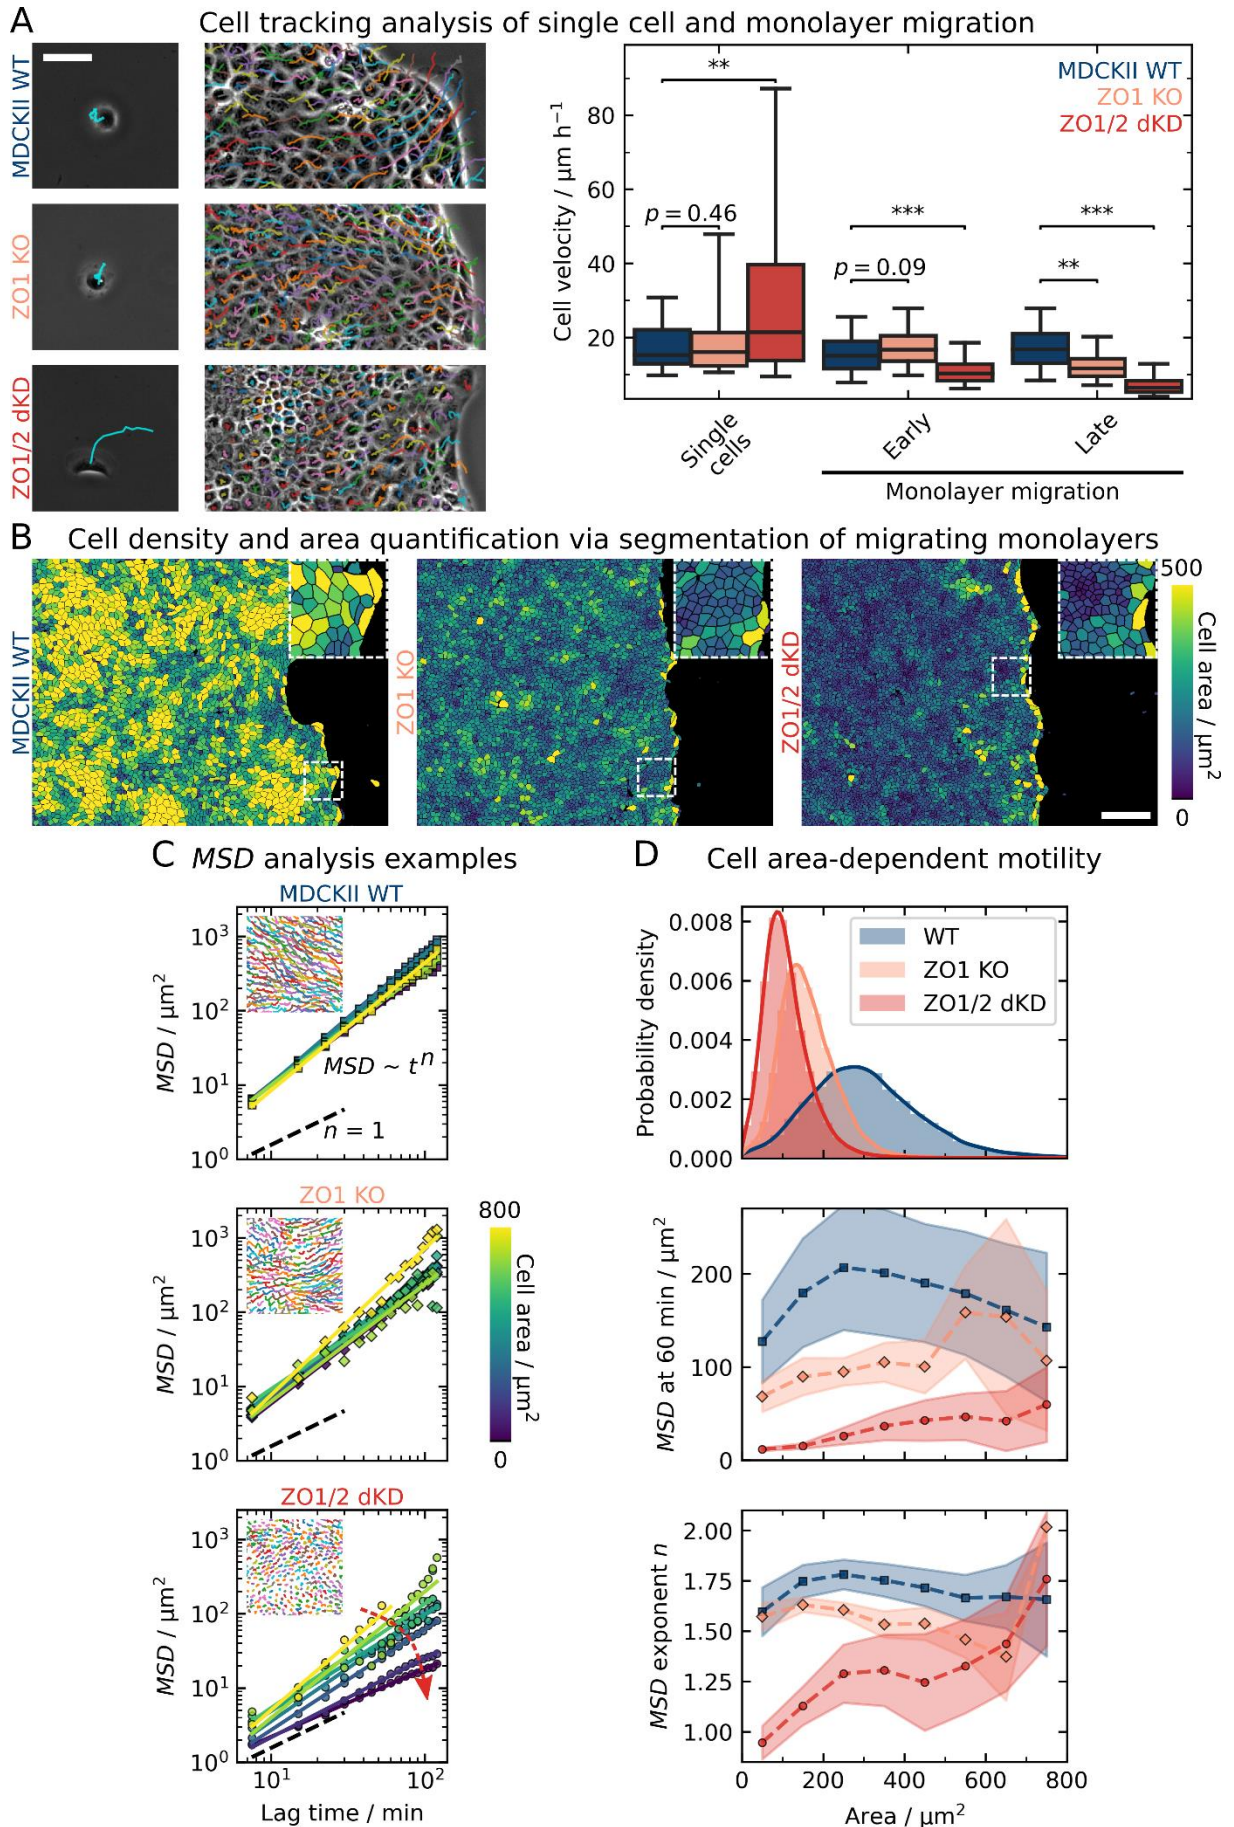 A Cell tracking analysis of single cell and monolayer migration
MDCKII WT
ZO1 KO
ZO1/2 dKD
Cell velocity / µm h⁻¹
80
60
40
20
MDCKII WT
ZO1 KO
ZO1/2 dKD
**
p = 0.46
***
p = 0.09
***
**
Single
cells
Early
Late
Monolayer migration
B Cell density and area quantification via segmentation of migrating monolayers
MDCKII WT
ZO1 KO
ZO1/2 dKD
500
Cell area / µm²
0
C MSD analysis examples
MDCKII WT
MSD / µm²
10³
10²
10¹
10⁰
MSD ~ tⁿ
n = 1
ZO1 KO
MSD / µm²
10³
10²
10¹
10⁰
800
Cell area / µm²
0
ZO1/2 dKD
MSD / µm²
10³
10²
10¹
10⁰
10¹
10²
Lag time / min
D Cell area-dependent motility
Probability density
0.008
0.006
0.004
0.002
0.000
WT
ZO1 KO
ZO1/2 dKD
MSD at 60 min / µm²
200
100
0
MSD exponent n
2.00
1.75
1.50
1.25
1.00
0 200 400 600 800
Area / µm²